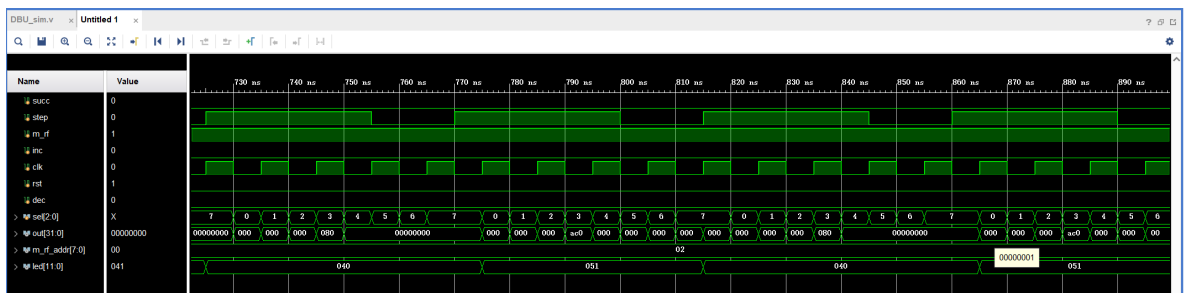 DBU_sim.v × Untitled 1 ×
Name Value
730 ns 740 ns 750 ns 760 ns 770 ns 780 ns 790 ns 800 ns 810 ns 820 ns 830 ns 840 ns 850 ns 860 ns 870 ns 880 ns 890 ns
succ 0
step 0
m_rf 1
inc 0
clk 0
rst 1
dec 0
sel[2:0] X 7 0 1 2 3 4 5 6 7 0 1 2 3 4 5 6 7 0 1 2 3 4 5 6 7 0 1 2 3 4 5 6
out[31:0] 00000000 00000000 000 000 000 080 00000000 000 000 000 ac0 000 000 000 000 000 000 000 080 00000000 000 000 000 ac0 000 000 00
m_rf_addr[7:0] 00 02
00000001
led[11:0] 041 040 051 040 051